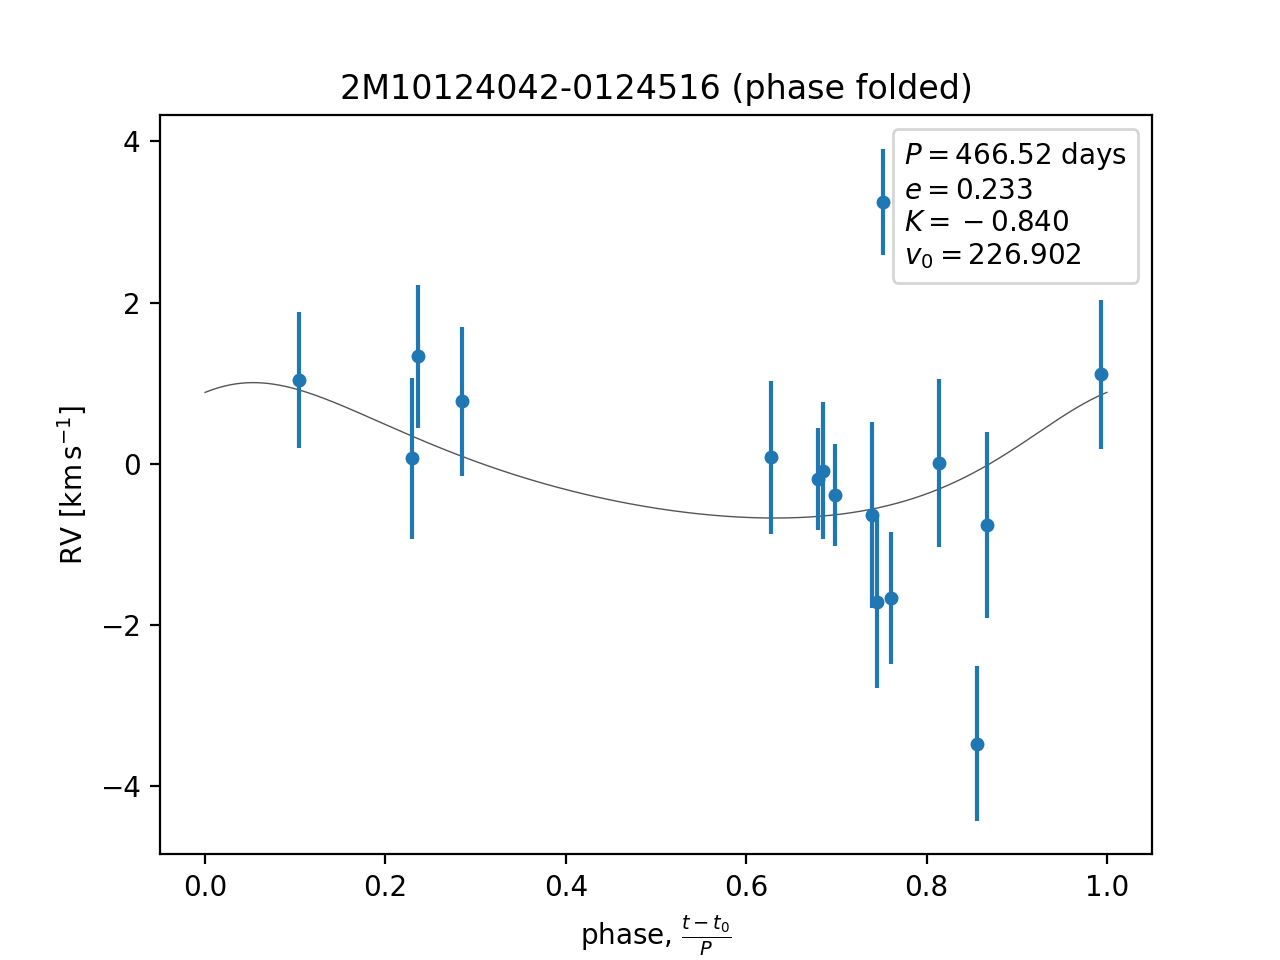 2M10124042-0124516 (phase folded)
P = 466.52 days
e = 0.233
K = −0.840
v₀ = 226.902
RV [km s⁻¹]
4
2
0
−2
−4
0.0 0.2 0.4 0.6 0.8 1.0
phase, (t − t₀)/P